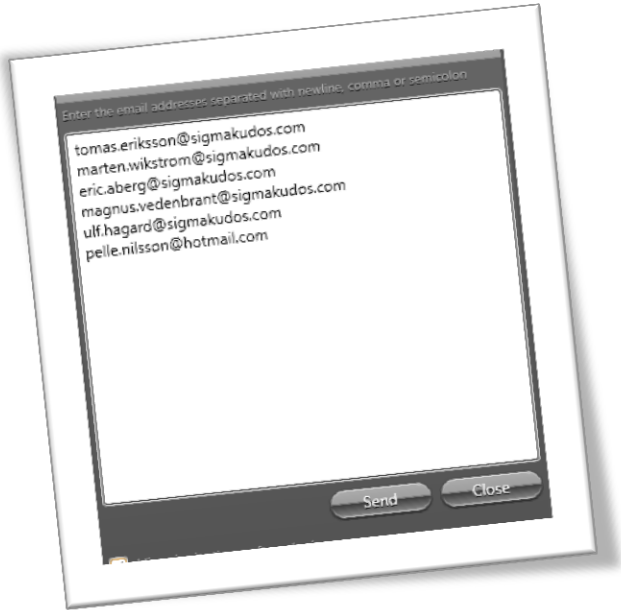 Enter the email addresses separated with newline, comma or semicolon
tomas.eriksson@sigmakudos.com
marten.wikstrom@sigmakudos.com
eric.aberg@sigmakudos.com
magnus.vedenbrant@sigmakudos.com
ulf.hagard@sigmakudos.com
pelle.nilsson@hotmail.com
Send
Close